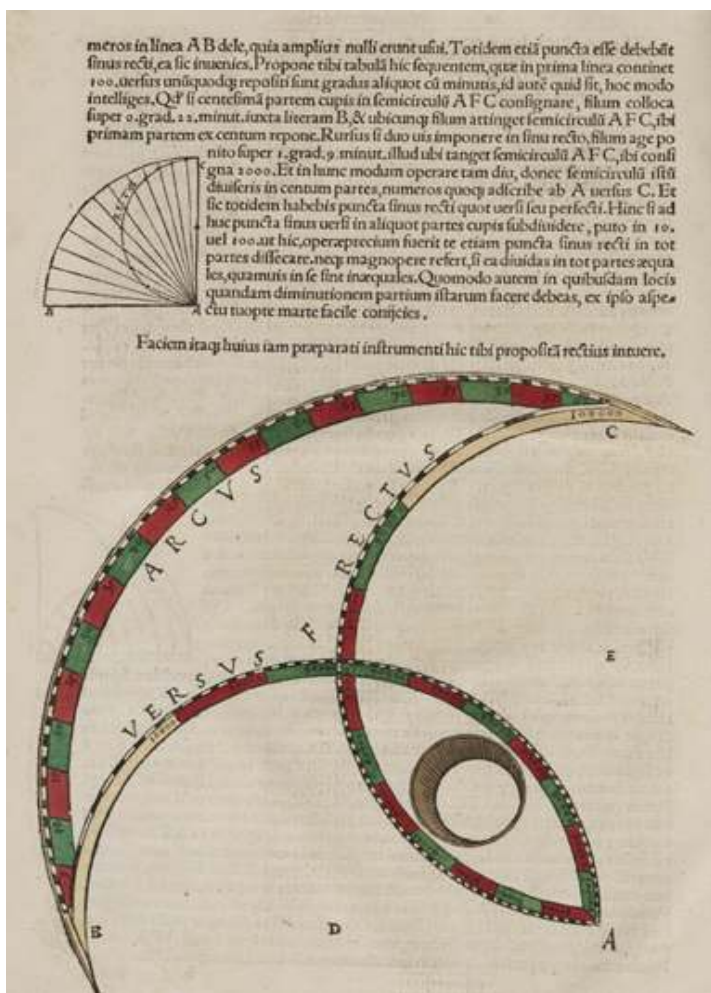 meros in linea A B dele, quia amplius nulli erunt usui. Totidem etiã puncta esse debebũt
sinus recti, ea sic inuenies. Propone tibi tabulã hic sequentem, quæ in prima linea continet
100. uersus unũquodq; repositi sunt gradus aliquot cũ minutis, id autẽ quid sit, hoc modo
intelliges. Qđ si centesimã partem cupis in semicirculũ A F C consignare, filum colloca
super 0. grad. 22. minut. iuxta literam B, & ubicunq; filum attinget semicirculũ A F C, ibi
primam partem ex centum repone. Rursus si duo uis imponere in sinu recto, filum age po
nito super 1. grad. 9. minut. illud ubi tanget semicirculũ A F C, ibi consi
gna 2000. Et in hunc modum operare tam diu, donec semicirculũ istũ
diuiseris in centum partes, numeros quoq; adscribe ab A uersus C. Et
sic totidem habebis puncta sinus recti quot uersi seu perfecti. Hinc si ad
huc puncta sinus uersi in aliquot partes cupis subdiuidere, puto in 10.
uel 100. ut hic, operæprecium fuerit te etiam puncta sinus recti in tot
partes dissecare. neq; magnopere refert, si ea diuidas in tot partes æqua
les, quamuis in se sint inæquales. Quomodo autem in quibusdam locis
quandam diminutionem partium istarum facere debeas, ex ipso aspe-
ctu tuopte marte facile conijcies.
A
Faciem itaq; huius iam præparati instrumenti hic tibi propositã rectius intuere.
100000
C
ARCVS
RECTVS
F
E
VERSVS
B
D
A